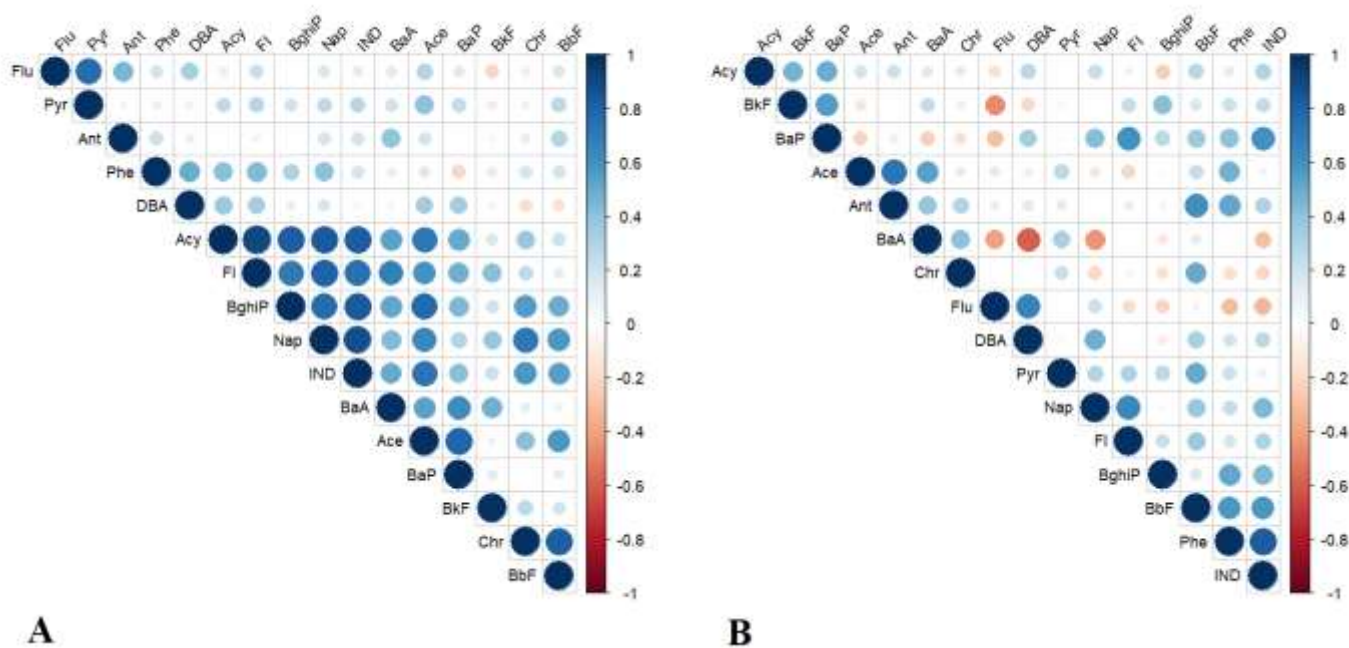 Flu Pyr Ant Phe DBA Acy Fl BghiP Nap IND BaA Ace BaP BkF Chr BbF
Flu
Pyr
Ant
Phe
DBA
Acy
Fl
BghiP
Nap
IND
BaA
Ace
BaP
BkF
Chr
BbF
1
0.8
0.6
0.4
0.2
0
-0.2
-0.4
-0.6
-0.8
-1
A
Acy BkF BaP Ace Ant BaA Chr Flu DBA Pyr Nap Fl BghiP BbF Phe IND
Acy
BkF
BaP
Ace
Ant
BaA
Chr
Flu
DBA
Pyr
Nap
Fl
BghiP
BbF
Phe
IND
1
0.8
0.6
0.4
0.2
0
-0.2
-0.4
-0.6
-0.8
-1
B